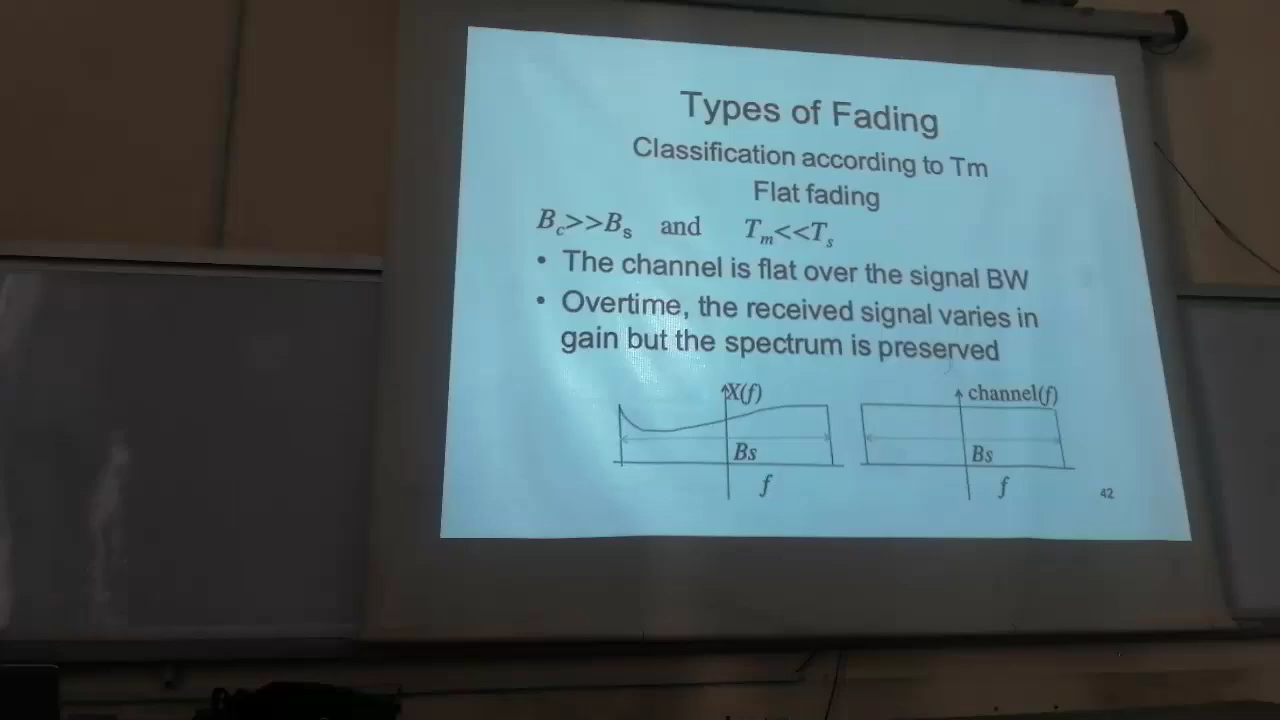 Types of Fading
Classification according to Tm
Flat fading
Bc>>Bs and Tm<<Ts
• The channel is flat over the signal BW
• Overtime, the received signal varies in
gain but the spectrum is preserved
X(f) channel(f)
Bs Bs
f f
42